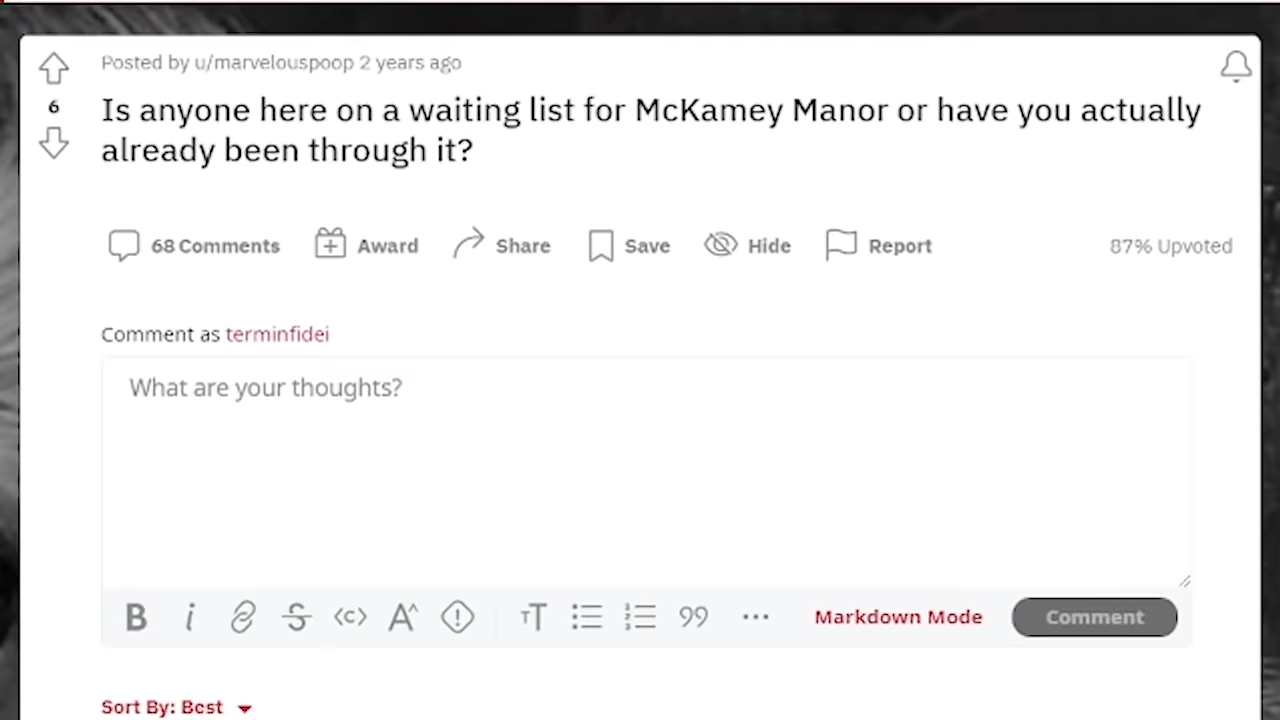 Posted by u/marvelouspoop 2 years ago
6
Is anyone here on a waiting list for McKamey Manor or have you actually
already been through it?
68 Comments Award Share Save Hide Report 87% Upvoted
Comment as terminfidei
What are your thoughts?
Markdown Mode Comment
Sort By: Best